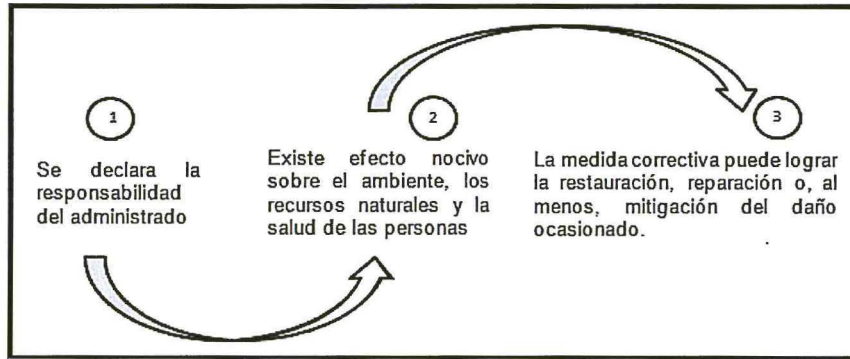 1
Se declara la
responsabilidad
del administrado
2
Existe efecto nocivo
sobre el ambiente, los
recursos naturales y la
salud de las personas
3
La medida correctiva puede lograr
la restauración, reparación o, al
menos, mitigación del daño
ocasionado.